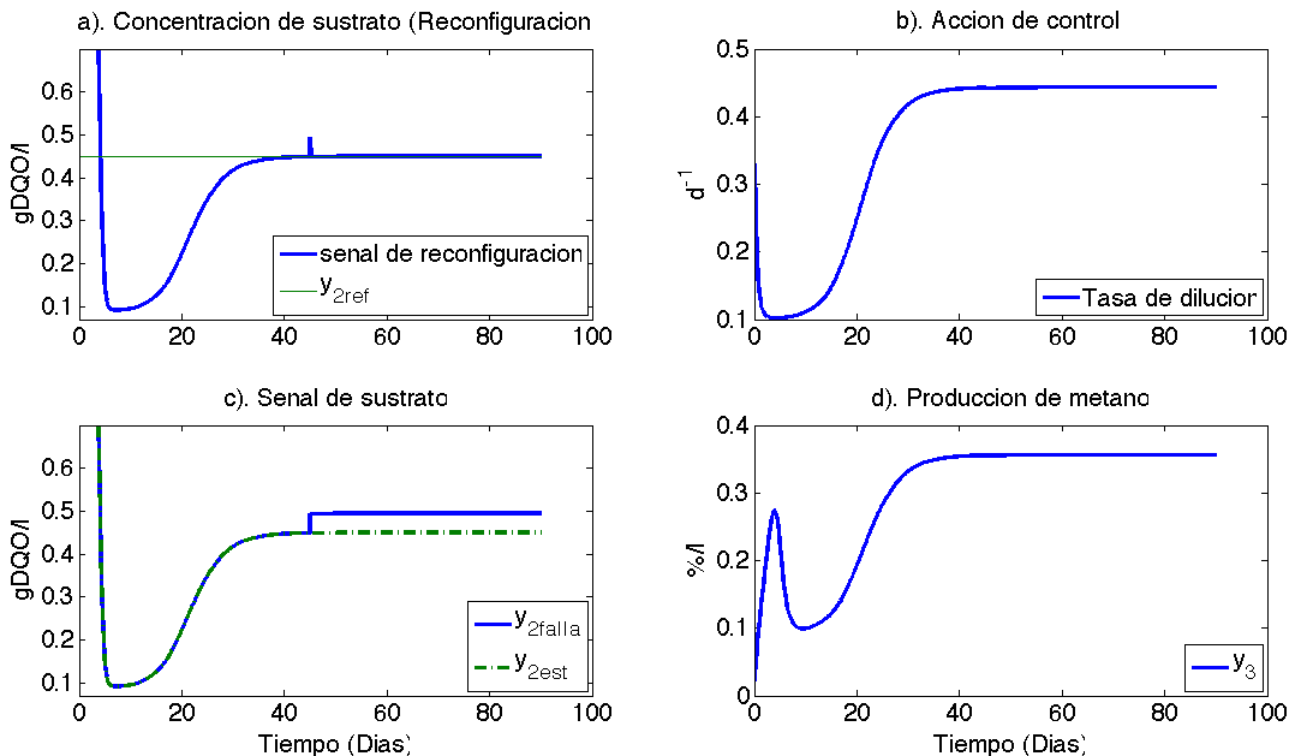 a). Concentracion de sustrato (Reconfiguracion
gDQO/l
0.6
0.5
0.4
0.3
0.2
0.1
0 20 40 60 80 100
senal de reconfiguracion
y2ref
b). Accion de control
d-1
0.5
0.4
0.3
0.2
0.1
0 20 40 60 80 100
Tasa de dilucion
c). Senal de sustrato
gDQO/l
0.6
0.5
0.4
0.3
0.2
0.1
0 20 40 60 80 100
Tiempo (Dias)
y2falla
y2est
d). Produccion de metano
%/l
0.4
0.3
0.2
0.1
0
0 20 40 60 80 100
Tiempo (Dias)
y3